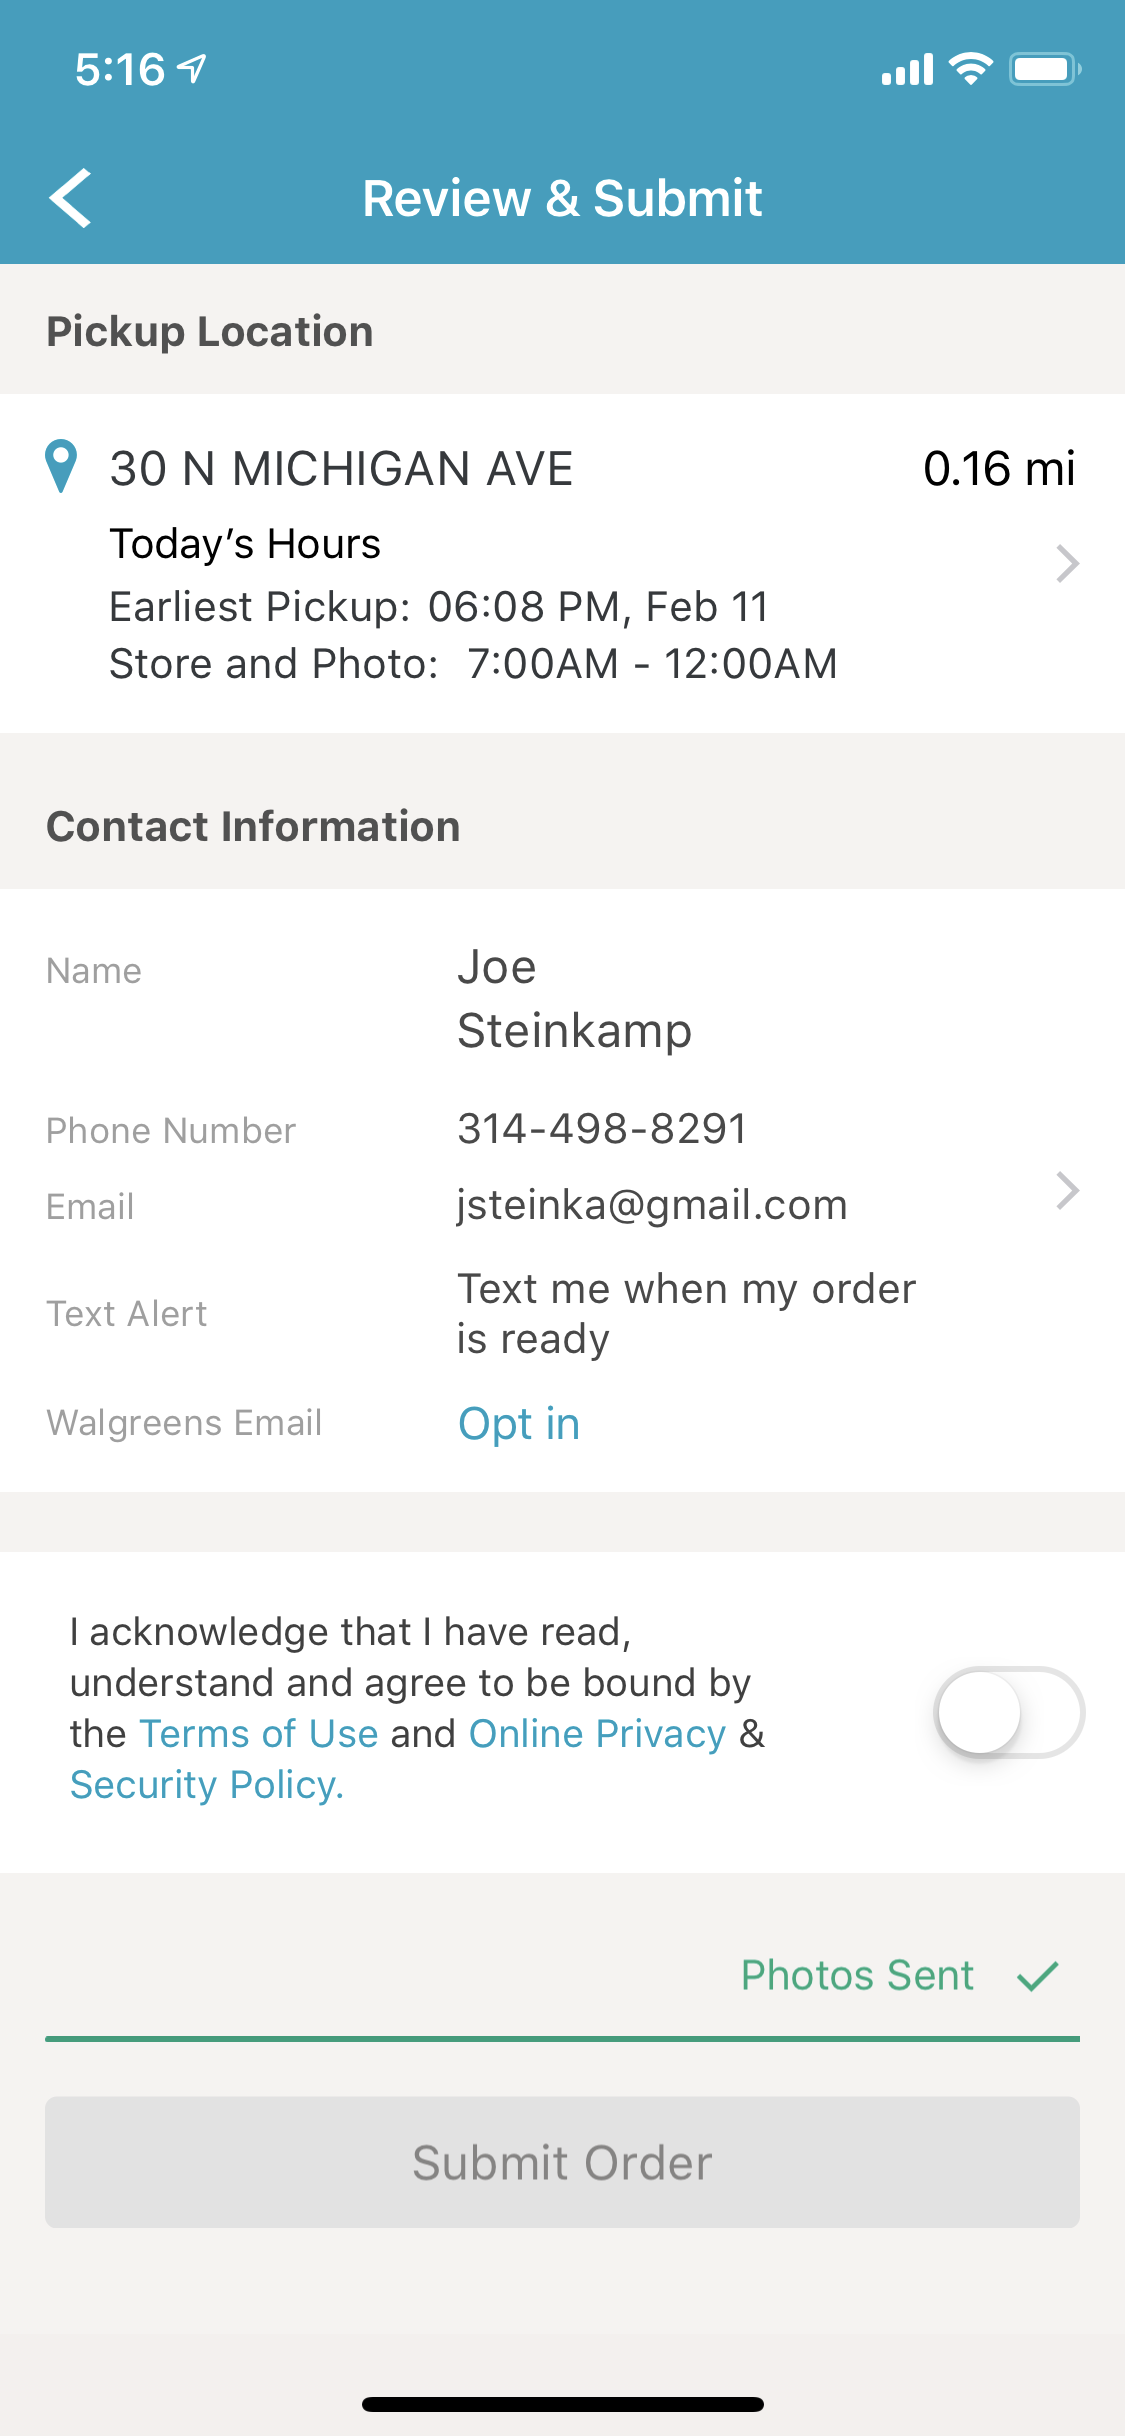 5:16
Review & Submit
Pickup Location
30 N MICHIGAN AVE 0.16 mi
Today's Hours
Earliest Pickup: 06:08 PM, Feb 11
Store and Photo: 7:00AM - 12:00AM
Contact Information
Name Joe
Steinkamp
Phone Number 314-498-8291
Email jsteinka@gmail.com
Text Alert Text me when my order
is ready
Walgreens Email Opt in
I acknowledge that I have read,
understand and agree to be bound by
the Terms of Use and Online Privacy &
Security Policy.
Photos Sent
Submit Order